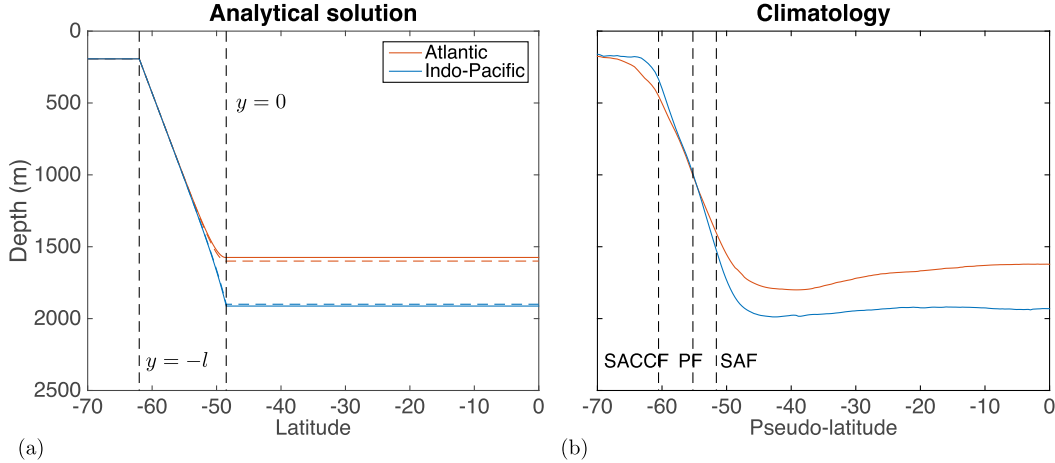 Analytical solution
Climatology
0
500
1000
1500
2000
2500
Depth (m)
Atlantic
Indo-Pacific
y = 0
y = −l
SACCF PF SAF
-70 -60 -50 -40 -30 -20 -10 0
-70 -60 -50 -40 -30 -20 -10 0
Latitude
Pseudo-latitude
(a)
(b)